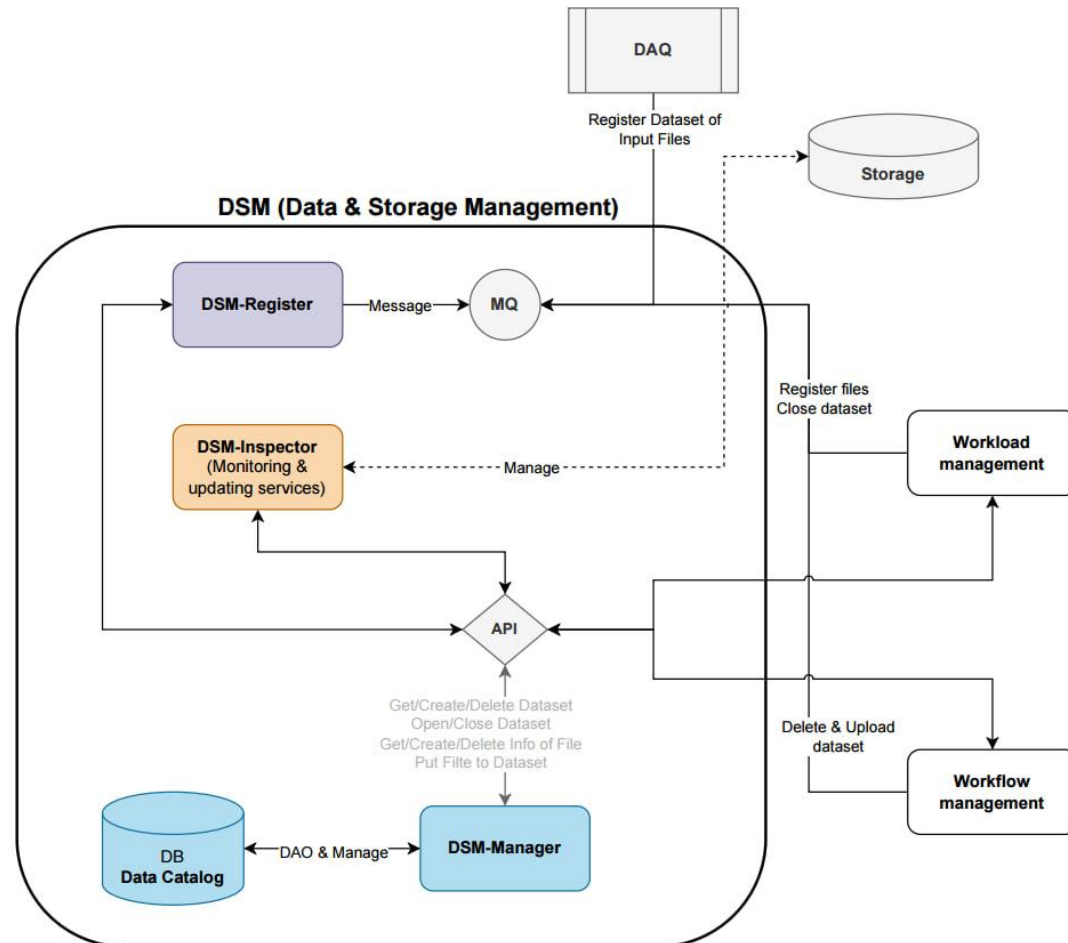 DAQ
Register Dataset of
Input Files
Storage
DSM (Data & Storage Management)
DSM-Register
Message
MQ
Register files
Close dataset
DSM-Inspector
(Monitoring &
updating services)
Manage
Workload
management
API
Get/Create/Delete Dataset
Open/Close Dataset
Get/Create/Delete Info of File
Put Filte to Dataset
Delete & Upload
dataset
Workflow
management
DB
Data Catalog
DAO & Manage
DSM-Manager